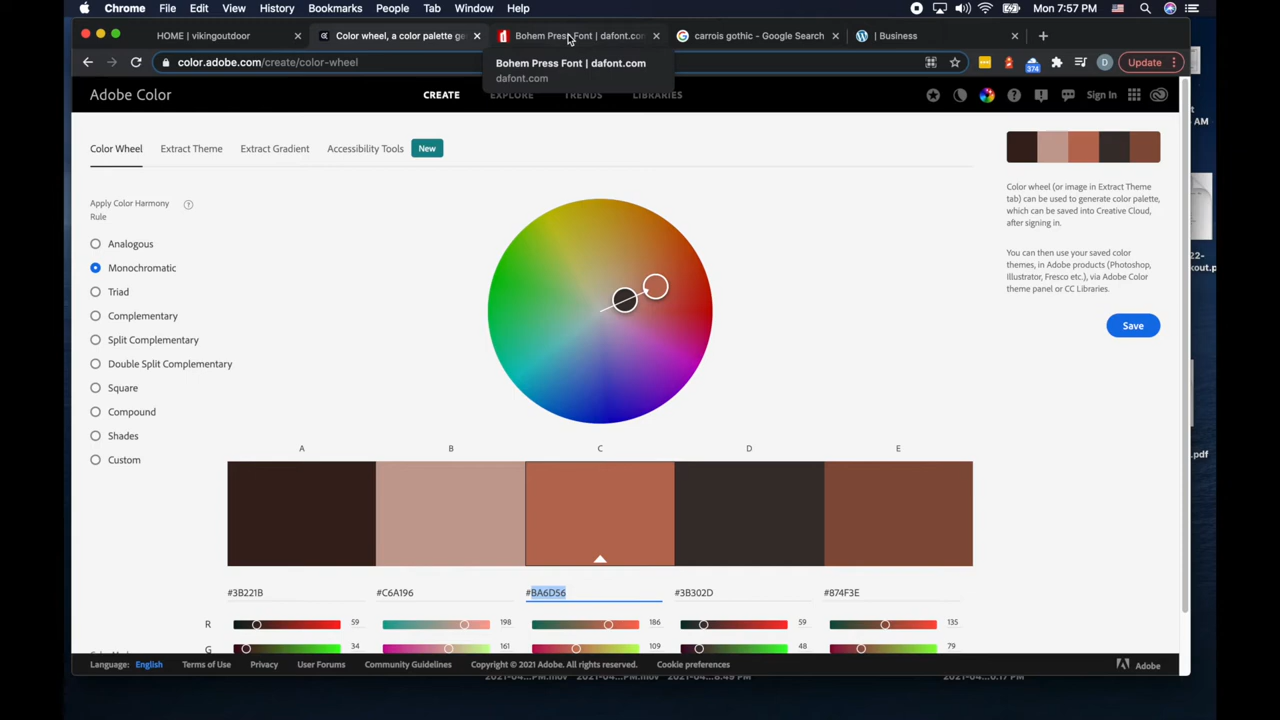 Chrome File Edit View History Bookmarks People Tab Window Help Mon 7:57 PM
HOME | vikingoutdoor Color wheel, a color palette ge Bohem Press Font | dafont.com carrois gothic - Google Search | Business
color.adobe.com/create/color-wheel 374 D Update
Bohem Press Font | dafont.com
dafont.com
Adobe Color CREATE EXPLORE TRENDS LIBRARIES Sign In
Color Wheel Extract Theme Extract Gradient Accessibility Tools New
Apply Color Harmony
Rule
Analogous
Monochromatic
Triad
Complementary
Split Complementary
Double Split Complementary
Square
Compound
Shades
Custom
Color wheel (or image in Extract Theme
tab) can be used to generate color palette,
which can be saved into Creative Cloud,
after signing in.
You can then use your saved color
themes, in Adobe products (Photoshop,
Illustrator, Fresco etc.), via Adobe Color
theme panel or CC Libraries.
Save
A B C D E
#3B221B #C6A196 #BA6D56 #3B302D #874F3E
R 59 198 186 59 135
G 34 161 109 48 79
Language: English Terms of Use Privacy User Forums Community Guidelines Copyright © 2021 Adobe. All rights reserved. Cookie preferences Adobe